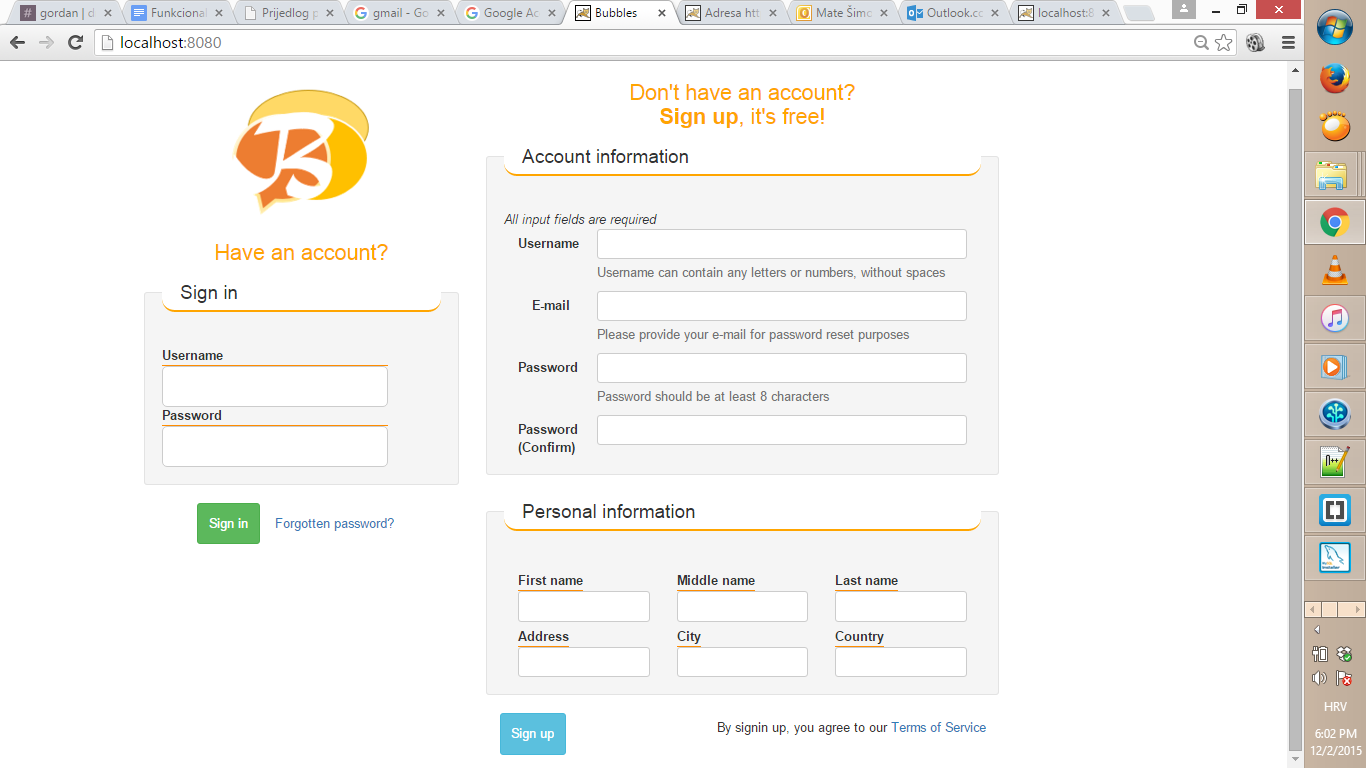 gordan | d
Funkcional
Prijedlog p
gmail - Go
Google Ac
Bubbles
Adresa htt
Mate Šimo
Outlook.co
localhost:8
localhost:8080
B
Have an account?
Sign in
Username
Password
Sign in
Forgotten password?
Don't have an account?
Sign up, it's free!
Account information
All input fields are required
Username
Username can contain any letters or numbers, without spaces
E-mail
Please provide your e-mail for password reset purposes
Password
Password should be at least 8 characters
Password
(Confirm)
Personal information
First name
Middle name
Last name
Address
City
Country
Sign up
By signin up, you agree to our Terms of Service
HRV
6:02 PM
12/2/2015